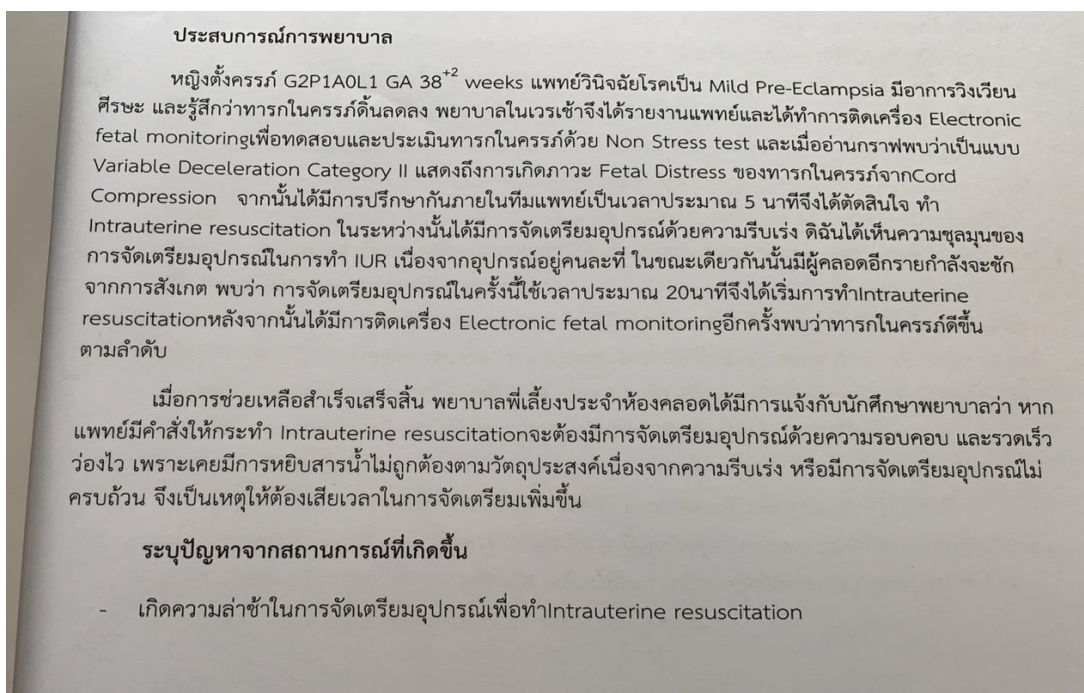 ประสบการณ์การพยาบาล
หญิงตั้งครรภ์ G2P1A0L1 GA 38+2 weeks แพทย์วินิจฉัยโรคเป็น Mild Pre-Eclampsia มีอาการวิงเวียน
ศีรษะ และรู้สึกว่าทารกในครรภ์ดิ้นลดลง พยาบาลในเวรเช้าจึงได้รายงานแพทย์และได้ทำการติดเครื่อง Electronic
fetal monitoringเพื่อทดสอบและประเมินทารกในครรภ์ด้วย Non Stress test และเมื่ออ่านกราฟพบว่าเป็นแบบ
Variable Deceleration Category II แสดงถึงการเกิดภาวะ Fetal Distress ของทารกในครรภ์จากCord
Compression จากนั้นได้มีการปรึกษากันภายในทีมแพทย์เป็นเวลาประมาณ 5 นาทีจึงได้ตัดสินใจ ทำ
Intrauterine resuscitation ในระหว่างนั้นได้มีการจัดเตรียมอุปกรณ์ด้วยความรีบเร่ง ดิฉันได้เห็นความชุลมุนของ
การจัดเตรียมอุปกรณ์ในการทำ IUR เนื่องจากอุปกรณ์อยู่คนละที่ ในขณะเดียวกันนั้นมีผู้คลอดอีกรายกำลังจะชัก
จากการสังเกต พบว่า การจัดเตรียมอุปกรณ์ในครั้งนี้ใช้เวลาประมาณ 20นาทีจึงได้เริ่มการทำIntrauterine
resuscitationหลังจากนั้นได้มีการติดเครื่อง Electronic fetal monitoringอีกครั้งพบว่าทารกในครรภ์ดีขึ้น
ตามลำดับ
เมื่อการช่วยเหลือสำเร็จเสร็จสิ้น พยาบาลพี่เลี้ยงประจำห้องคลอดได้มีการแจ้งกับนักศึกษาพยาบาลว่า หาก
แพทย์มีคำสั่งให้กระทำ Intrauterine resuscitationจะต้องมีการจัดเตรียมอุปกรณ์ด้วยความรอบคอบ และรวดเร็ว
ว่องไว เพราะเคยมีการหยิบสารน้ำไม่ถูกต้องตามวัตถุประสงค์เนื่องจากความรีบเร่ง หรือมีการจัดเตรียมอุปกรณ์ไม่
ครบถ้วน จึงเป็นเหตุให้ต้องเสียเวลาในการจัดเตรียมเพิ่มขึ้น
ระบุปัญหาจากสถานการณ์ที่เกิดขึ้น
- เกิดความล่าช้าในการจัดเตรียมอุปกรณ์เพื่อทำIntrauterine resuscitation